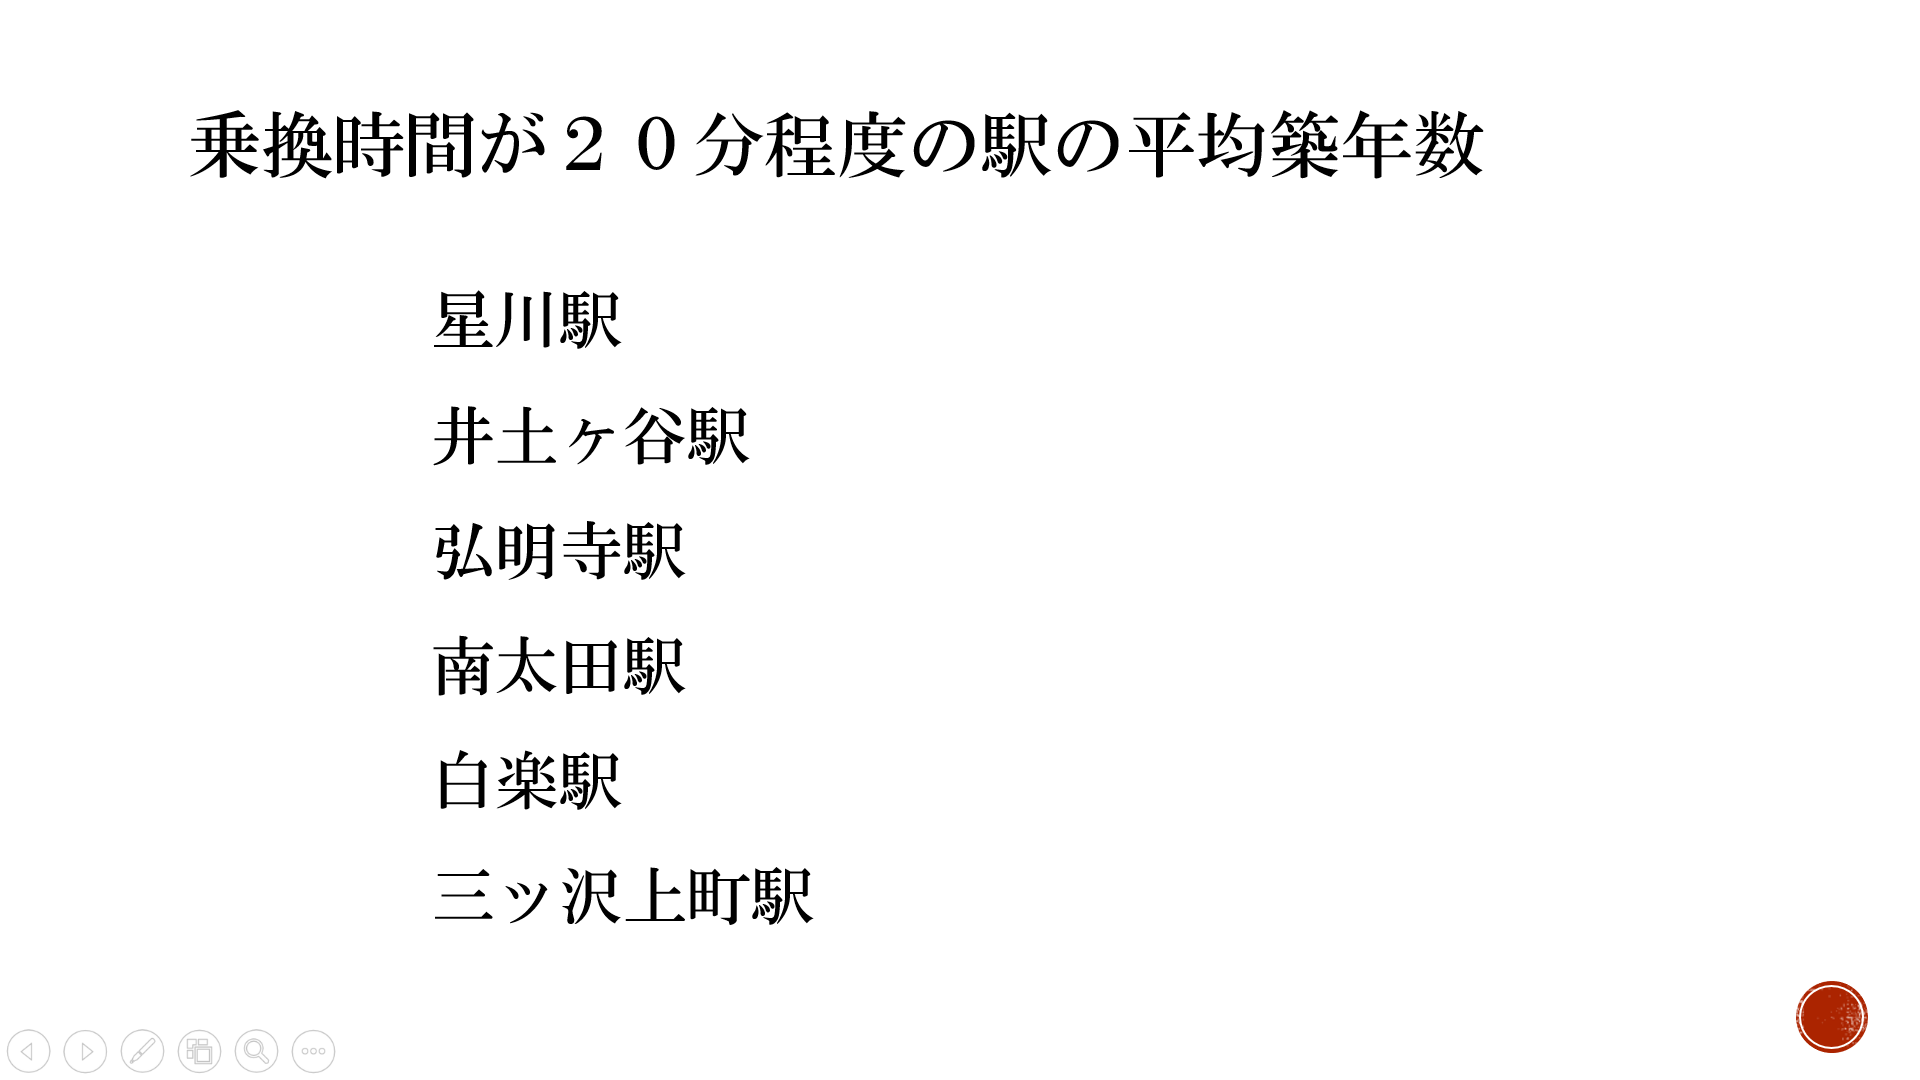 乗換時間が２０分程度の駅の平均築年数
星川駅
井土ヶ谷駅
弘明寺駅
南太田駅
白楽駅
三ッ沢上町駅